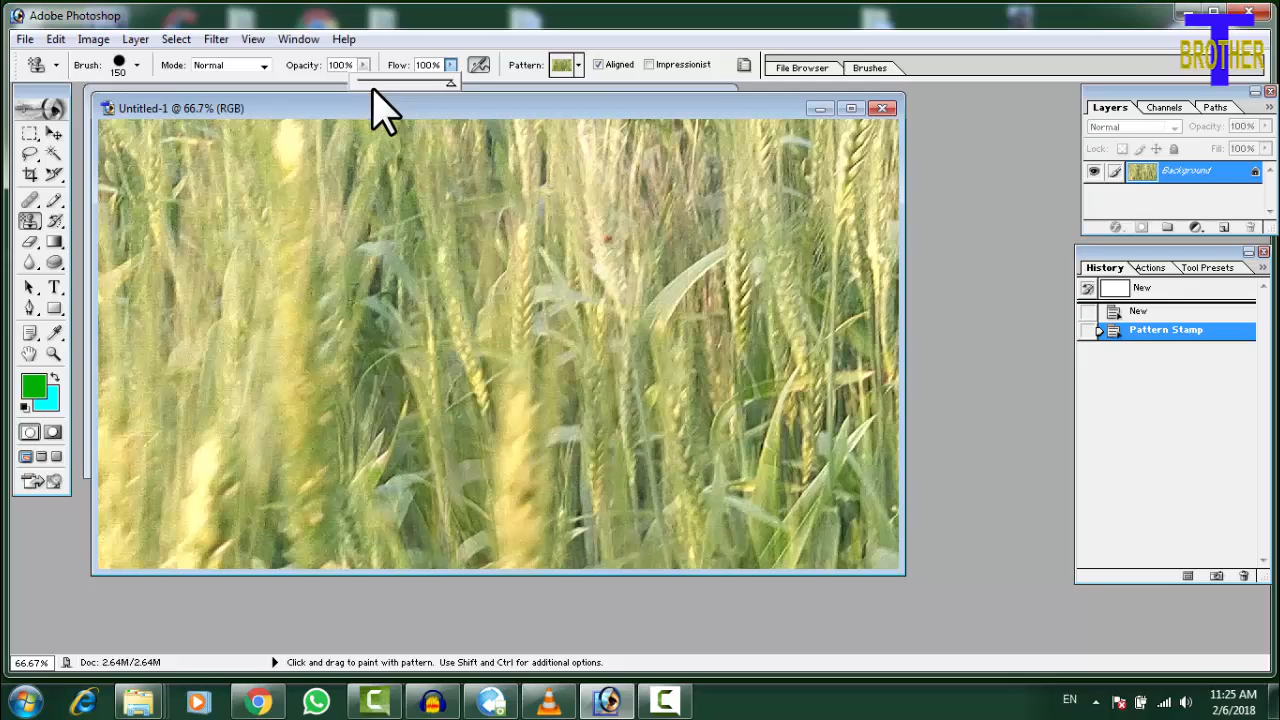 Adobe Photoshop
T
BROTHER
File Edit Image Layer Select Filter View Window Help
Brush: 150 Mode: Normal Opacity: 100% Flow: 100% Pattern: Aligned Impressionist File Browser Brushes
Untitled-1 @ 66.7% (RGB)
Layers Channels Paths
Normal Opacity: 100%
Lock: Fill: 100%
Background
History Actions Tool Presets
New
New
Pattern Stamp
T
66.67% Doc: 2.64M/2.64M Click and drag to paint with pattern. Use Shift and Ctrl for additional options.
EN 11:25 AM
2/6/2018